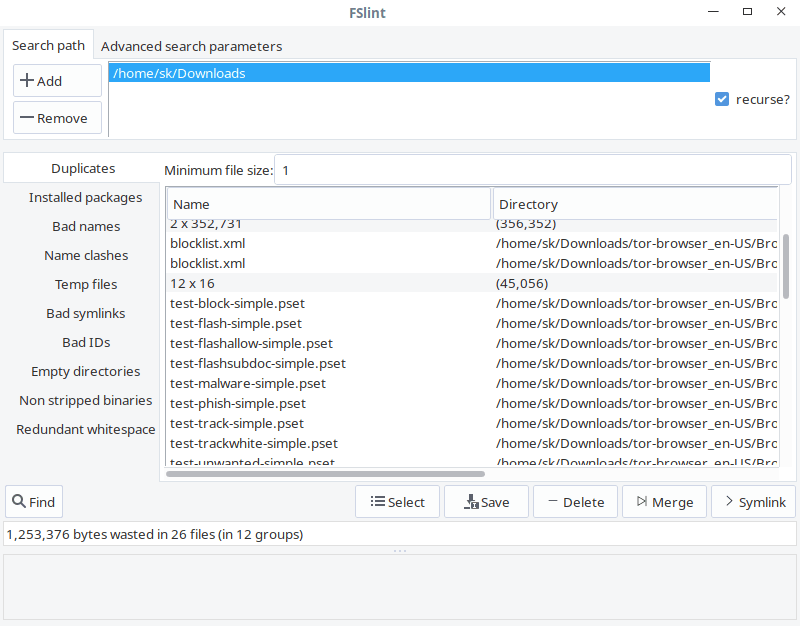 FSlint
Search path
Advanced search parameters
Add
Remove
/home/sk/Downloads
recurse?
Duplicates
Installed packages
Bad names
Name clashes
Temp files
Bad symlinks
Bad IDs
Empty directories
Non stripped binaries
Redundant whitespace
Minimum file size: 1
Name Directory
2 x 352,731 (356,352)
blocklist.xml /home/sk/Downloads/tor-browser_en-US/Bro
blocklist.xml /home/sk/Downloads/tor-browser_en-US/Bro
12 x 16 (45,056)
test-block-simple.pset /home/sk/Downloads/tor-browser_en-US/Bro
test-flash-simple.pset /home/sk/Downloads/tor-browser_en-US/Bro
test-flashallow-simple.pset /home/sk/Downloads/tor-browser_en-US/Bro
test-flashsubdoc-simple.pset /home/sk/Downloads/tor-browser_en-US/Bro
test-malware-simple.pset /home/sk/Downloads/tor-browser_en-US/Bro
test-phish-simple.pset /home/sk/Downloads/tor-browser_en-US/Bro
test-track-simple.pset /home/sk/Downloads/tor-browser_en-US/Bro
test-trackwhite-simple.pset /home/sk/Downloads/tor-browser_en-US/Bro
test-unwanted-simple.pset /home/sk/Downloads/tor-browser_en-US/Bro
Find Select Save Delete Merge Symlink
1,253,376 bytes wasted in 26 files (in 12 groups)